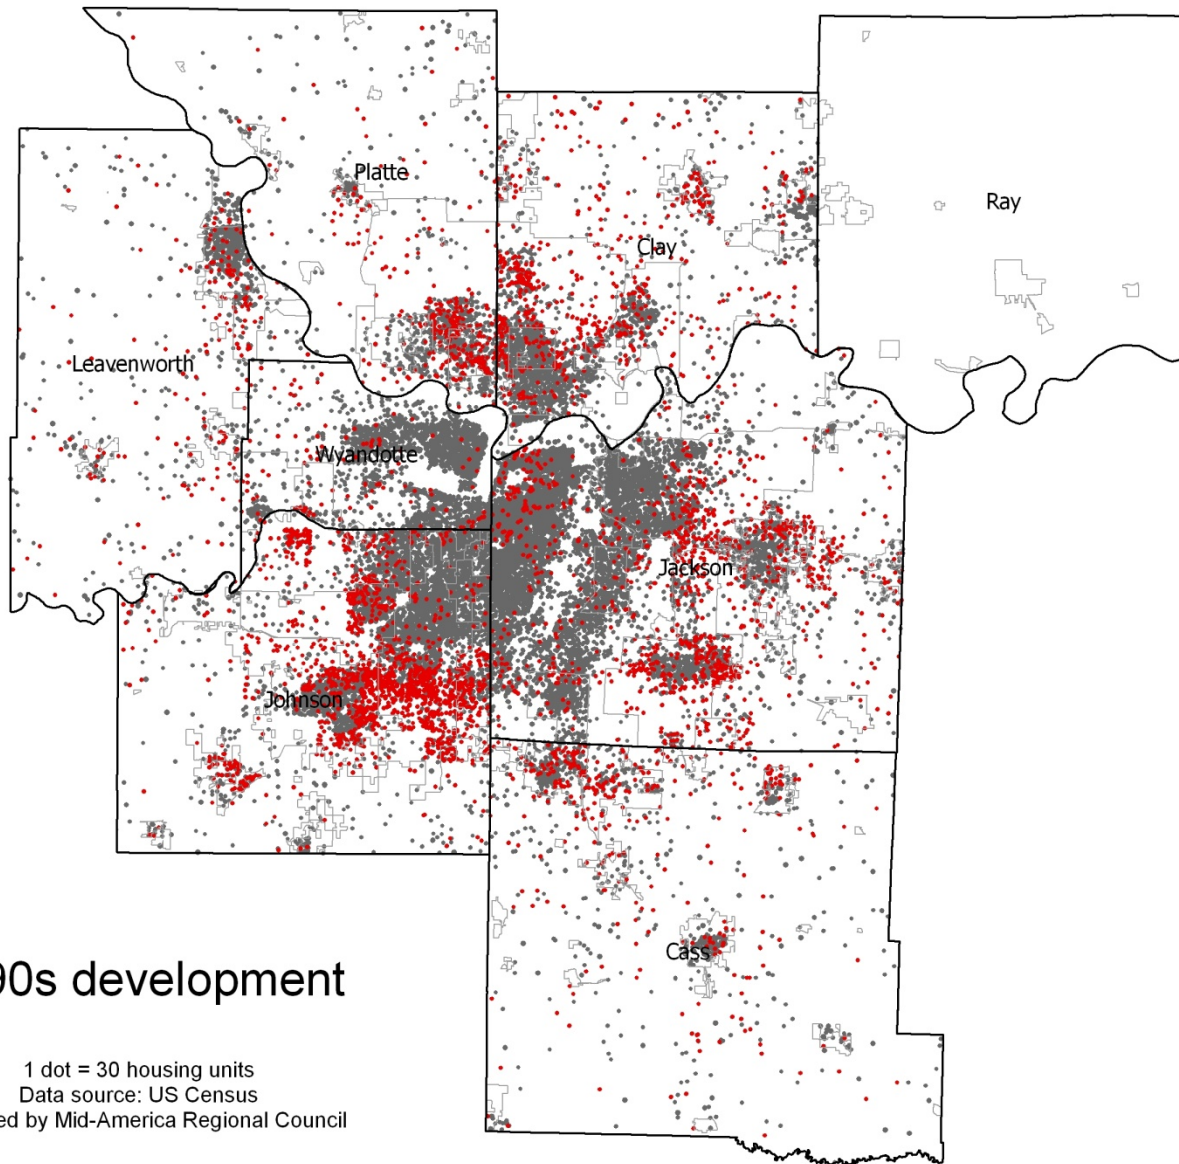 Platte
Ray
Clay
Leavenworth
Wyandotte
Jackson
Johnson
Cass
90s development
1 dot = 30 housing units
Data source: US Census
ed by Mid-America Regional Council